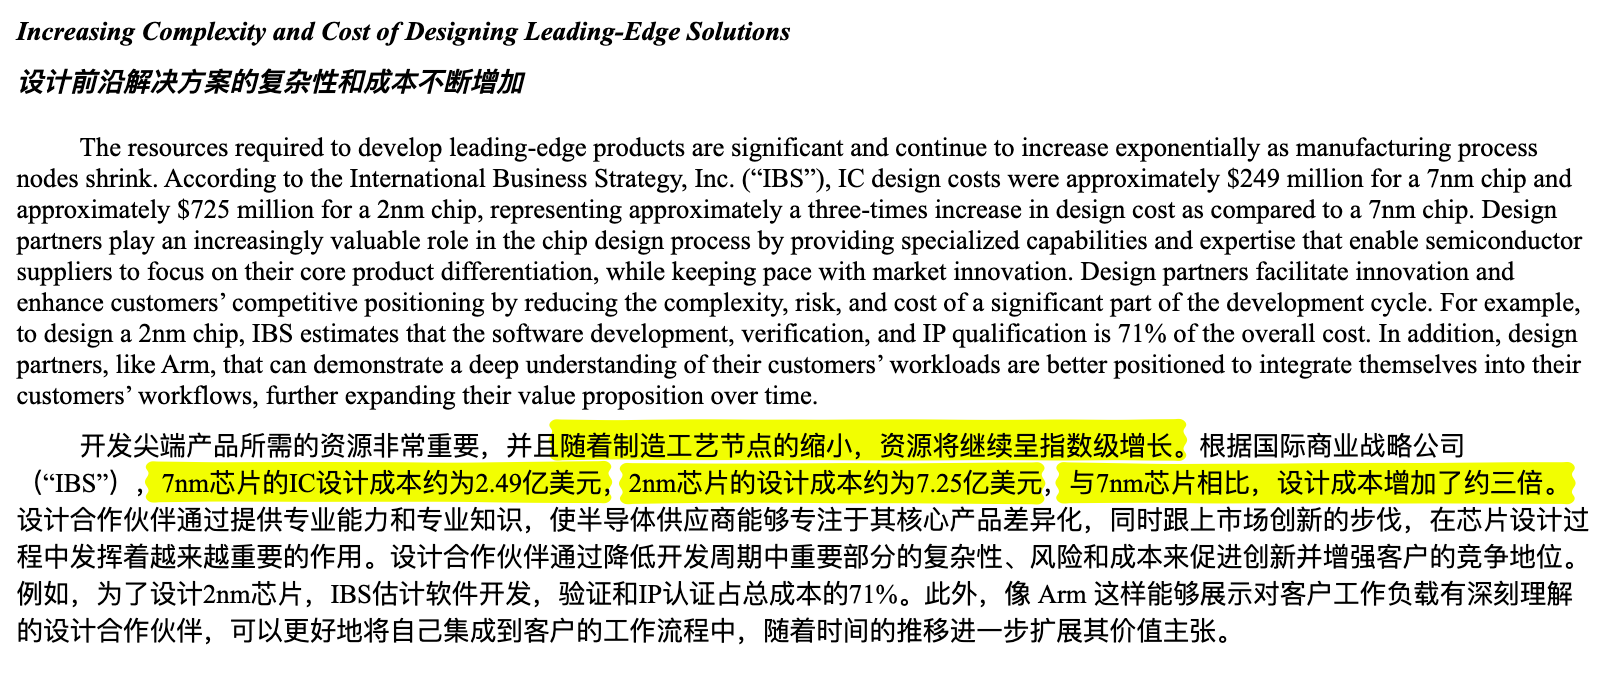 Increasing Complexity and Cost of Designing Leading-Edge Solutions
设计前沿解决方案的复杂性和成本不断增加
The resources required to develop leading-edge products are significant and continue to increase exponentially as manufacturing process
nodes shrink. According to the International Business Strategy, Inc. (“IBS”), IC design costs were approximately $249 million for a 7nm chip and
approximately $725 million for a 2nm chip, representing approximately a three-times increase in design cost as compared to a 7nm chip. Design
partners play an increasingly valuable role in the chip design process by providing specialized capabilities and expertise that enable semiconductor
suppliers to focus on their core product differentiation, while keeping pace with market innovation. Design partners facilitate innovation and
enhance customers’ competitive positioning by reducing the complexity, risk, and cost of a significant part of the development cycle. For example,
to design a 2nm chip, IBS estimates that the software development, verification, and IP qualification is 71% of the overall cost. In addition, design
partners, like Arm, that can demonstrate a deep understanding of their customers’ workloads are better positioned to integrate themselves into their
customers’ workflows, further expanding their value proposition over time.
开发尖端产品所需的资源非常重要，并且随着制造工艺节点的缩小，资源将继续呈指数级增长。根据国际商业战略公司
（“IBS”），7nm芯片的IC设计成本约为2.49亿美元，2nm芯片的设计成本约为7.25亿美元，与7nm芯片相比，设计成本增加了约三倍。
设计合作伙伴通过提供专业能力和专业知识，使半导体供应商能够专注于其核心产品差异化，同时跟上市场创新的步伐，在芯片设计过
程中发挥着越来越重要的作用。设计合作伙伴通过降低开发周期中重要部分的复杂性、风险和成本来促进创新并增强客户的竞争地位。
例如，为了设计2nm芯片，IBS估计软件开发，验证和IP认证占总成本的71%。此外，像 Arm 这样能够展示对客户工作负载有深刻理解
的设计合作伙伴，可以更好地将自己集成到客户的工作流程中，随着时间的推移进一步扩展其价值主张。